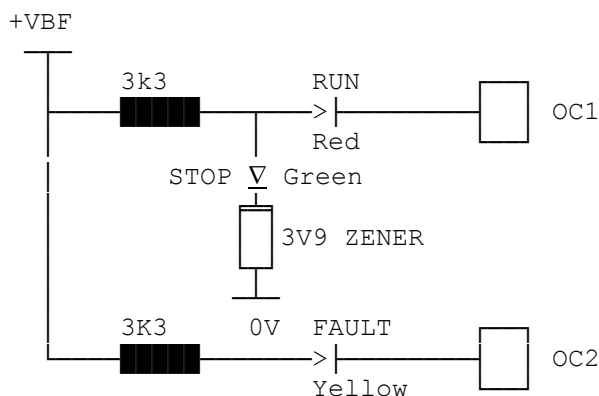 +VBF
3k3
RUN
OC1
Red
STOP
Green
3V9 ZENER
3K3
0V
FAULT
OC2
Yellow